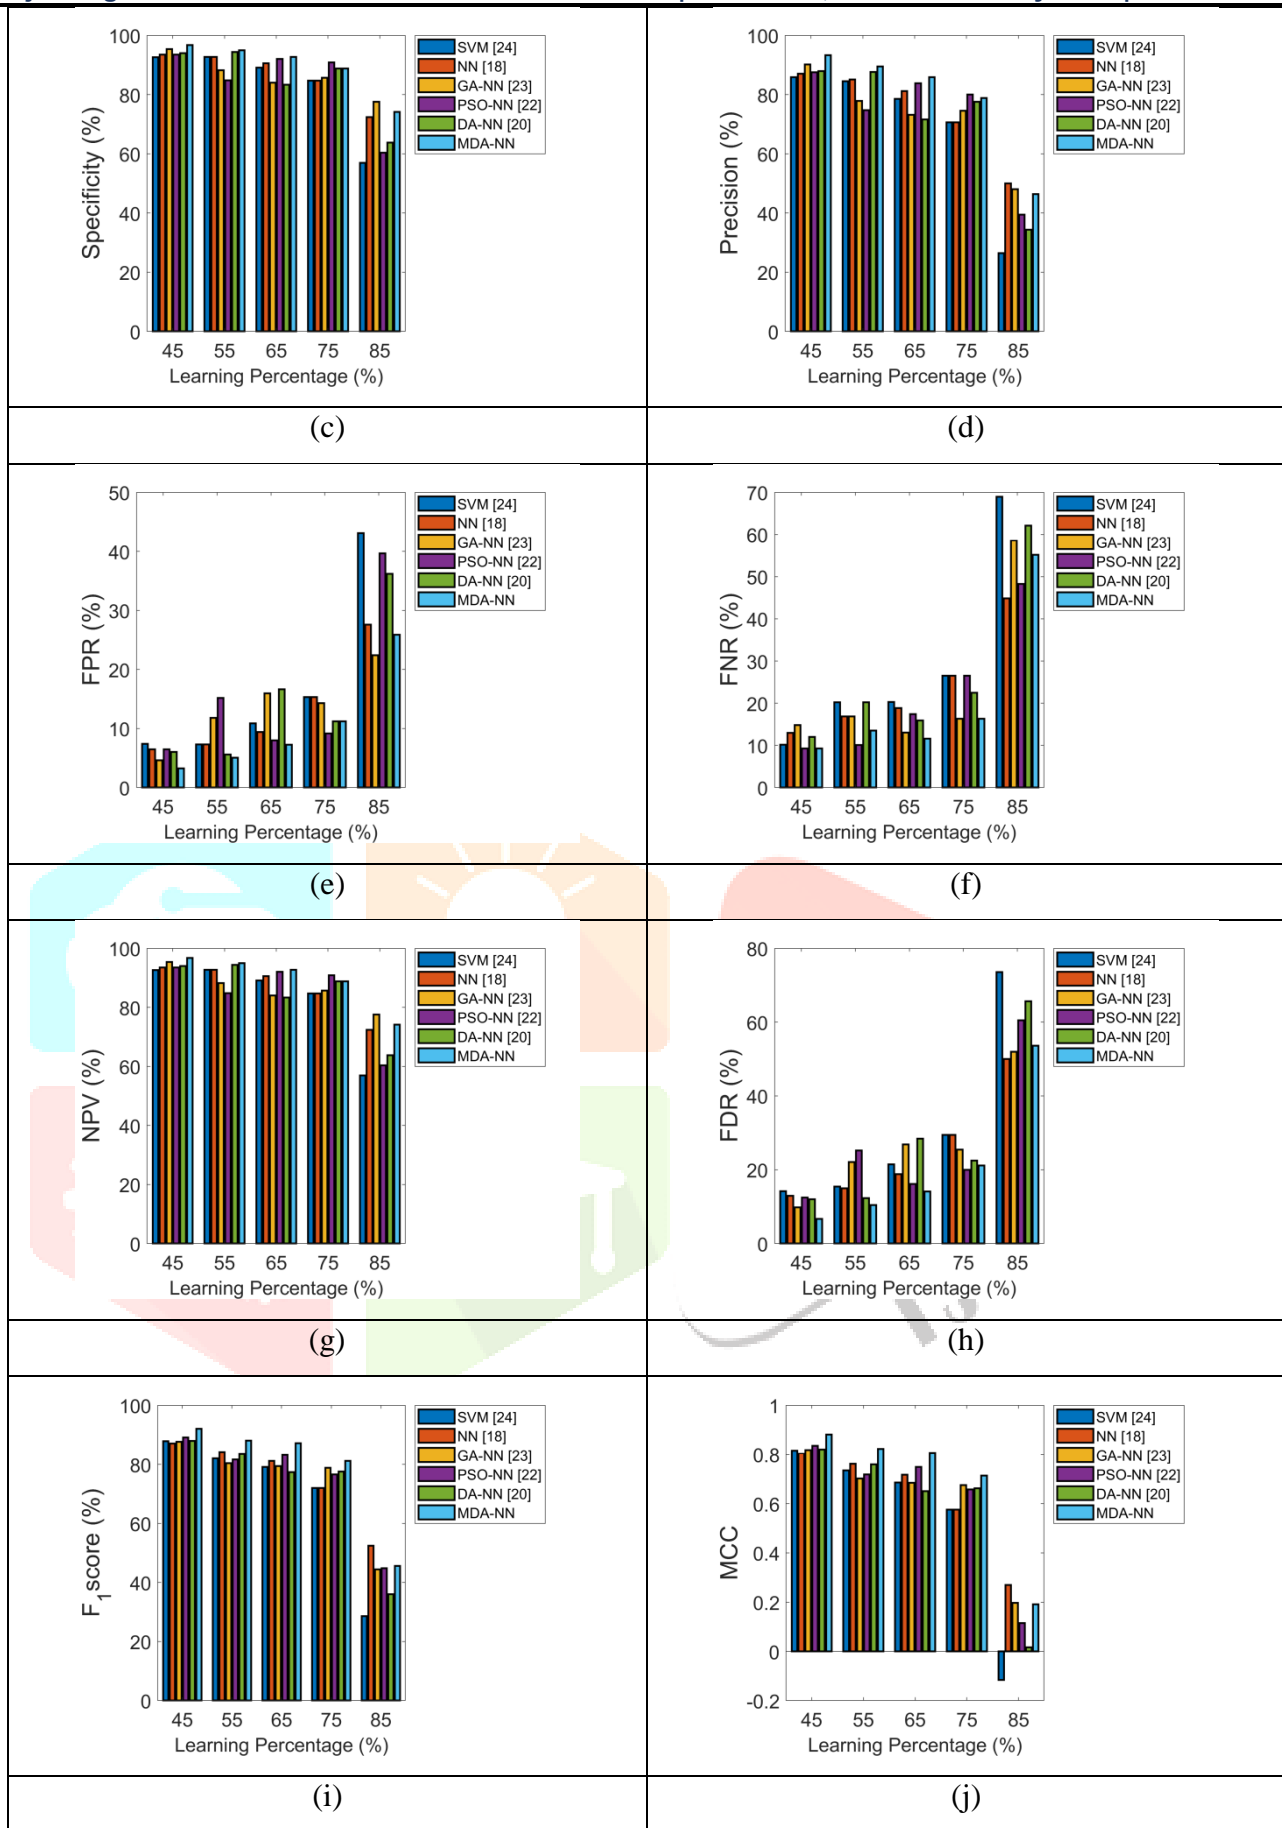 100
80
60
40
20
0
Specificity (%)
45 55 65 75 85
Learning Percentage (%)
SVM [24]
NN [18]
GA-NN [23]
PSO-NN [22]
DA-NN [20]
MDA-NN
100
80
60
40
20
0
Precision (%)
45 55 65 75 85
Learning Percentage (%)
SVM [24]
NN [18]
GA-NN [23]
PSO-NN [22]
DA-NN [20]
MDA-NN
(c)
(d)
50
40
30
20
10
0
FPR (%)
45 55 65 75 85
Learning Percentage (%)
SVM [24]
NN [18]
GA-NN [23]
PSO-NN [22]
DA-NN [20]
MDA-NN
70
60
50
40
30
20
10
0
FNR (%)
45 55 65 75 85
Learning Percentage (%)
SVM [24]
NN [18]
GA-NN [23]
PSO-NN [22]
DA-NN [20]
MDA-NN
(e)
(f)
100
80
60
40
20
0
NPV (%)
45 55 65 75 85
Learning Percentage (%)
SVM [24]
NN [18]
GA-NN [23]
PSO-NN [22]
DA-NN [20]
MDA-NN
80
60
40
20
0
FDR (%)
45 55 65 75 85
Learning Percentage (%)
SVM [24]
NN [18]
GA-NN [23]
PSO-NN [22]
DA-NN [20]
MDA-NN
(g)
(h)
100
80
60
40
20
0
F1score (%)
45 55 65 75 85
Learning Percentage (%)
SVM [24]
NN [18]
GA-NN [23]
PSO-NN [22]
DA-NN [20]
MDA-NN
1
0.8
0.6
0.4
0.2
0
-0.2
MCC
45 55 65 75 85
Learning Percentage (%)
SVM [24]
NN [18]
GA-NN [23]
PSO-NN [22]
DA-NN [20]
MDA-NN
(i)
(j)